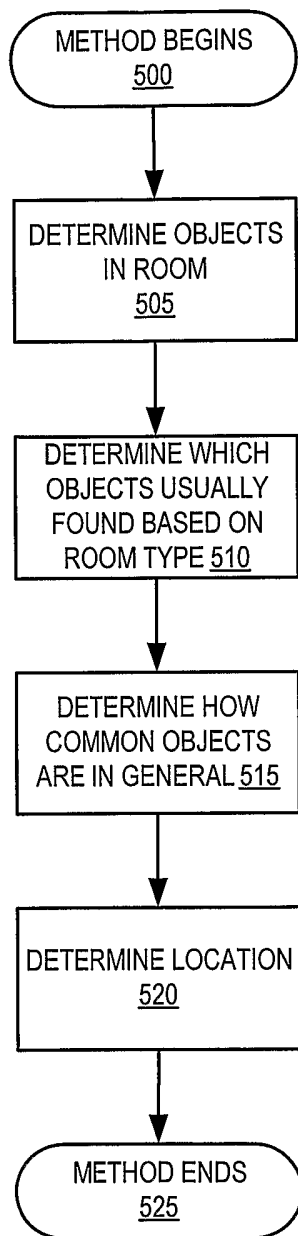 METHOD BEGINS
500
DETERMINE OBJECTS
IN ROOM
505
DETERMINE WHICH
OBJECTS USUALLY
FOUND BASED ON
ROOM TYPE 510
DETERMINE HOW
COMMON OBJECTS
ARE IN GENERAL 515
DETERMINE LOCATION
520
METHOD ENDS
525